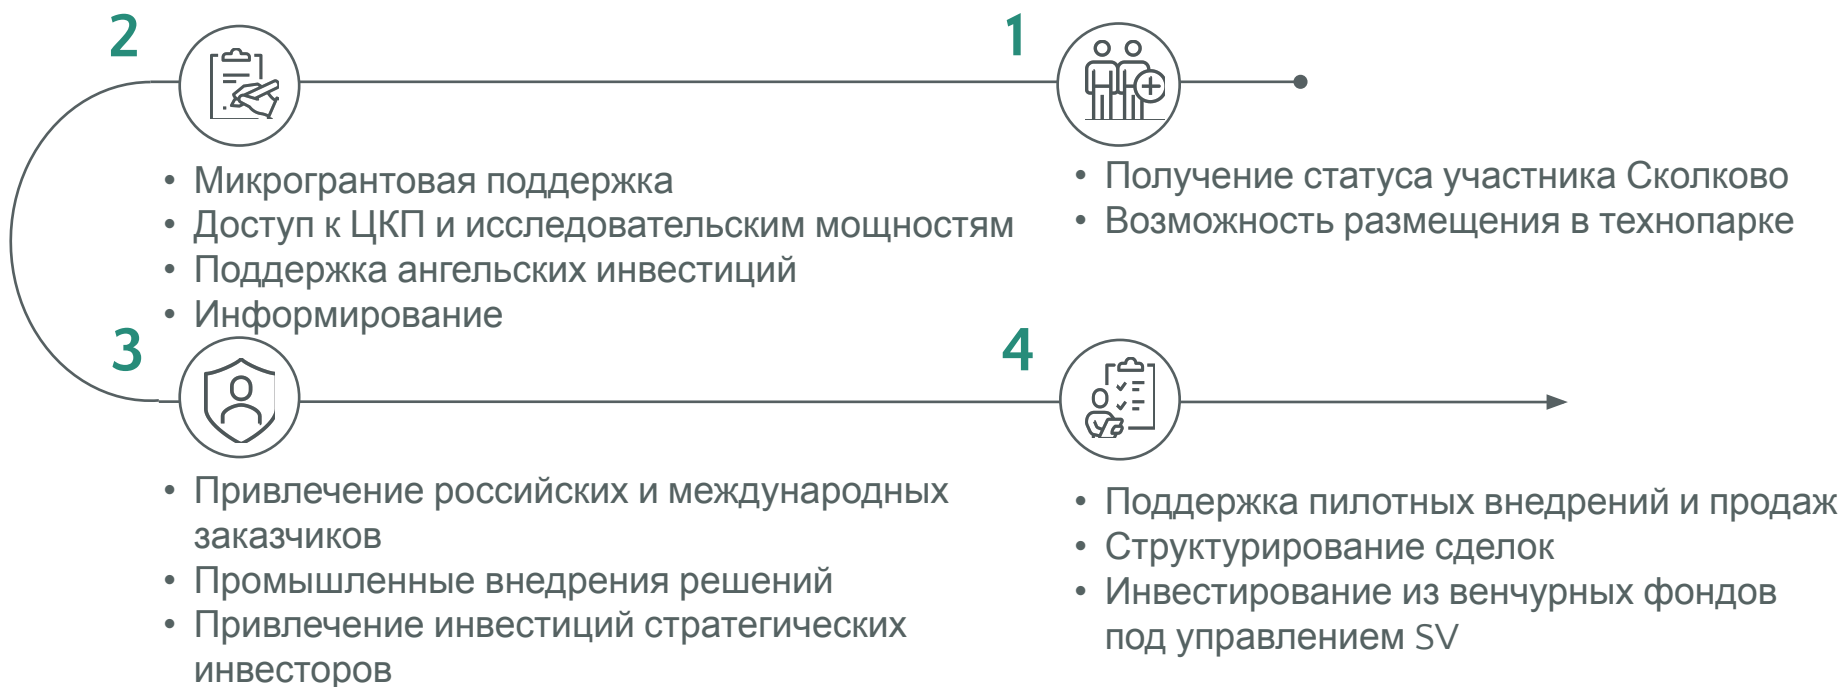 1
• Получение статуса участника Сколково
• Возможность размещения в технопарке
2
• Микрогрантовая поддержка
• Доступ к ЦКП и исследовательским мощностям
• Поддержка ангельских инвестиций
• Информирование
3
• Привлечение российских и международных
заказчиков
• Промышленные внедрения решений
• Привлечение инвестиций стратегических
инвесторов
4
• Поддержка пилотных внедрений и продаж
• Структурирование сделок
• Инвестирование из венчурных фондов
под управлением SV